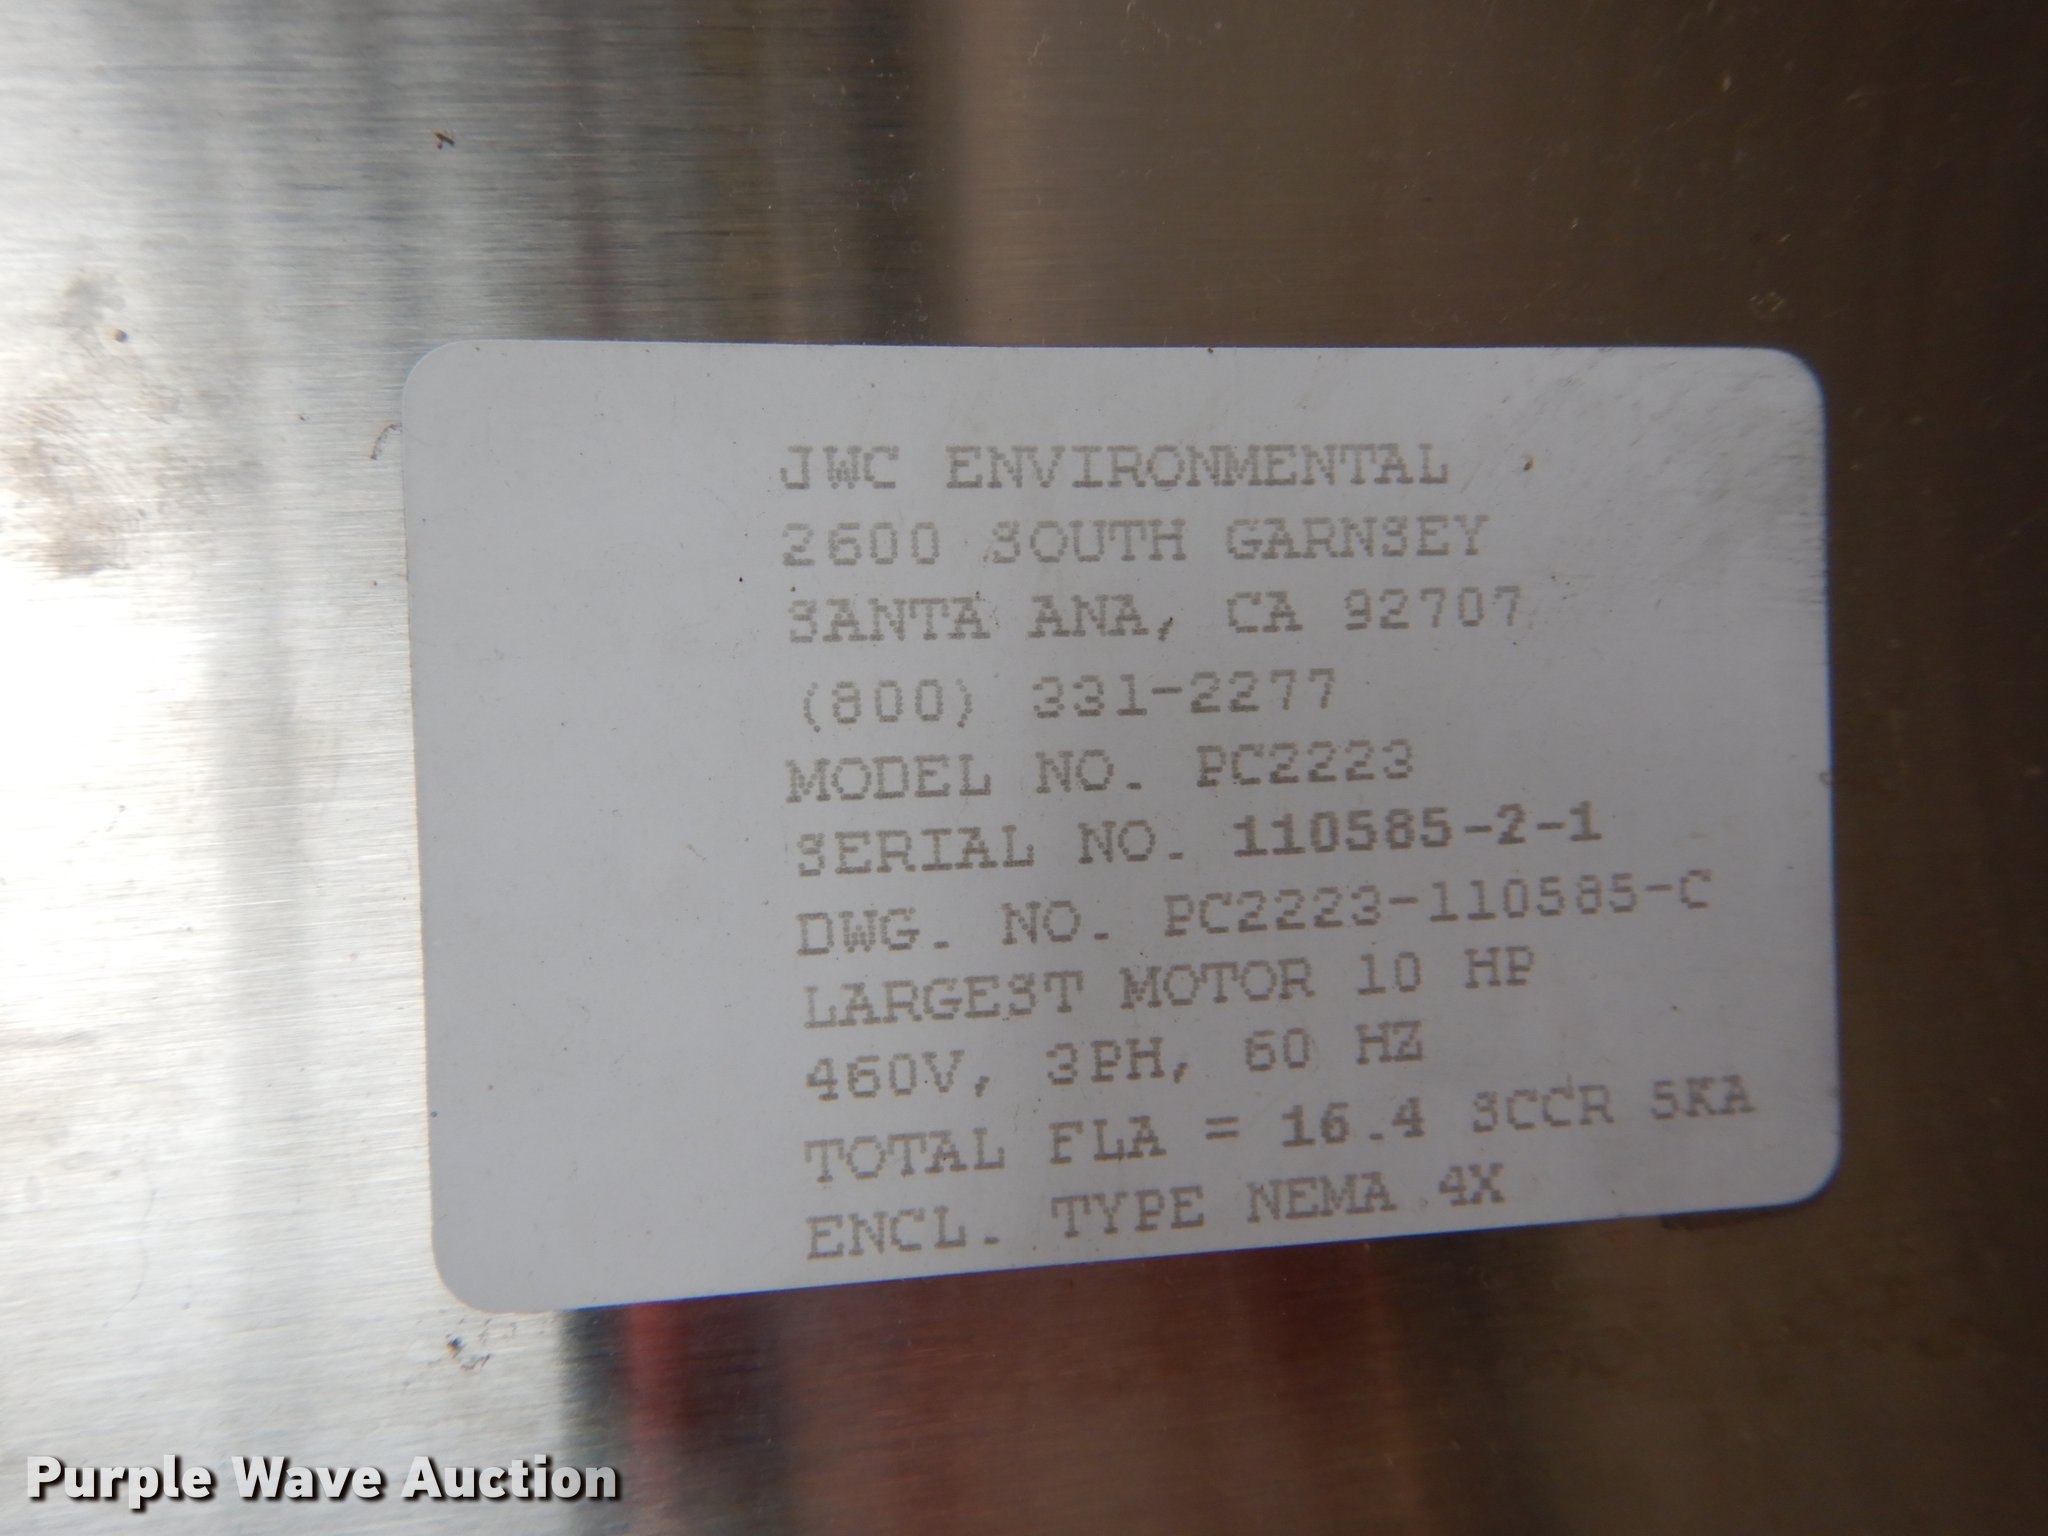 JWC ENVIRONMENTAL
2600 SOUTH GARNSEY
SANTA ANA, CA 92707
(800) 331-2277
MODEL NO. PC2223
SERIAL NO. 110585-2-1
DWG. NO. PC2223-110585-C
LARGEST MOTOR 10 HP
460V, 3PH, 60 HZ
TOTAL FLA = 16.4 SCCR 5KA
ENCL. TYPE NEMA 4X
Purple Wave Auction